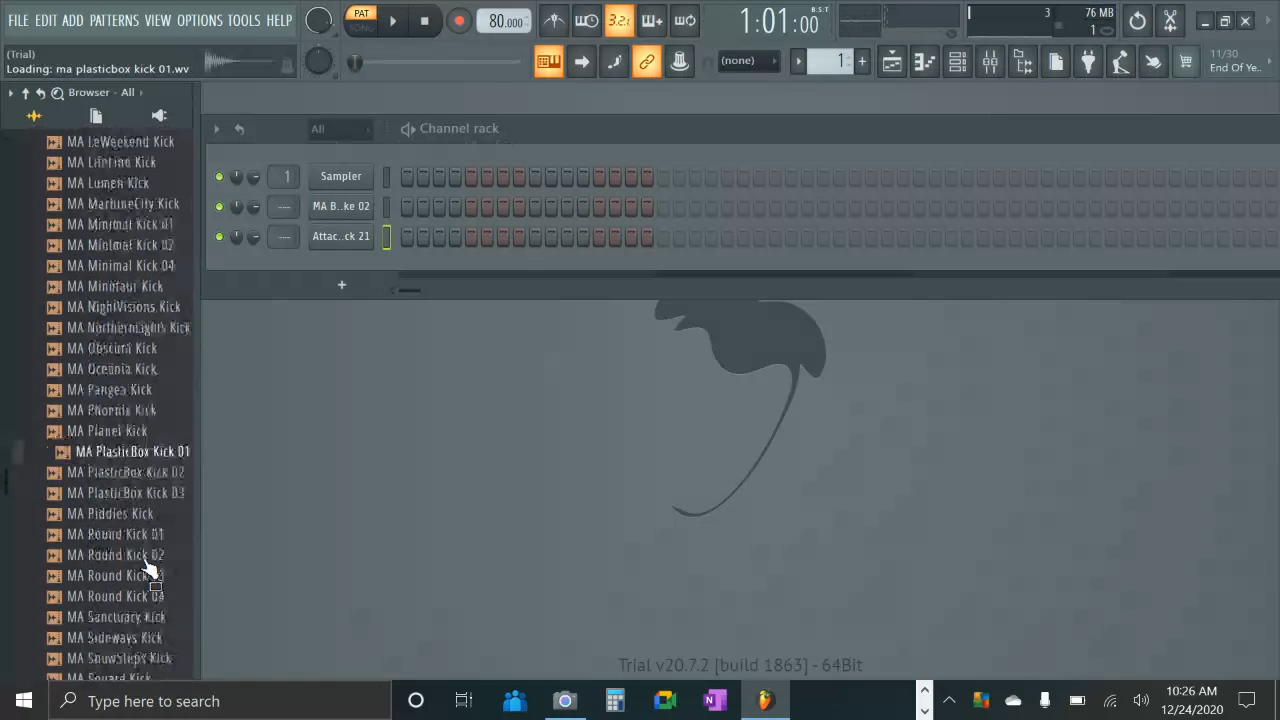 FILE EDIT ADD PATTERNS VIEW OPTIONS TOOLS HELP
PAT
SONG
80.000
3.2.
1:01:00
B:S:T
3
76 MB
1
(Trial)
Loading: ma plasticbox kick 01.wv
(none)
1
11/30
End Of Ye..
Browser - All
All
Channel rack
1
Sampler
---
MA B..ke 02
---
Attac..ck 21
+
MA LeWeekend Kick
MA Lifetime Kick
MA Lumen Kick
MA MartuneCity Kick
MA Minimal Kick 01
MA Minimal Kick 02
MA Minimal Kick 04
MA Minitaur Kick
MA NightVisions Kick
MA NorthernLights Kick
MA Obscura Kick
MA Oceania Kick
MA Pangea Kick
MA Phoenix Kick
MA Planet Kick
MA PlasticBox Kick 01
MA PlasticBox Kick 02
MA PlasticBox Kick 03
MA Riddles Kick
MA Round Kick 01
MA Round Kick 02
MA Round Kick
MA Round Kick 04
MA Sanctuary Kick
MA Sideways Kick
MA SnowSteps Kick
Trial v20.7.2 [build 1863] - 64Bit
Type here to search
10:26 AM
12/24/2020